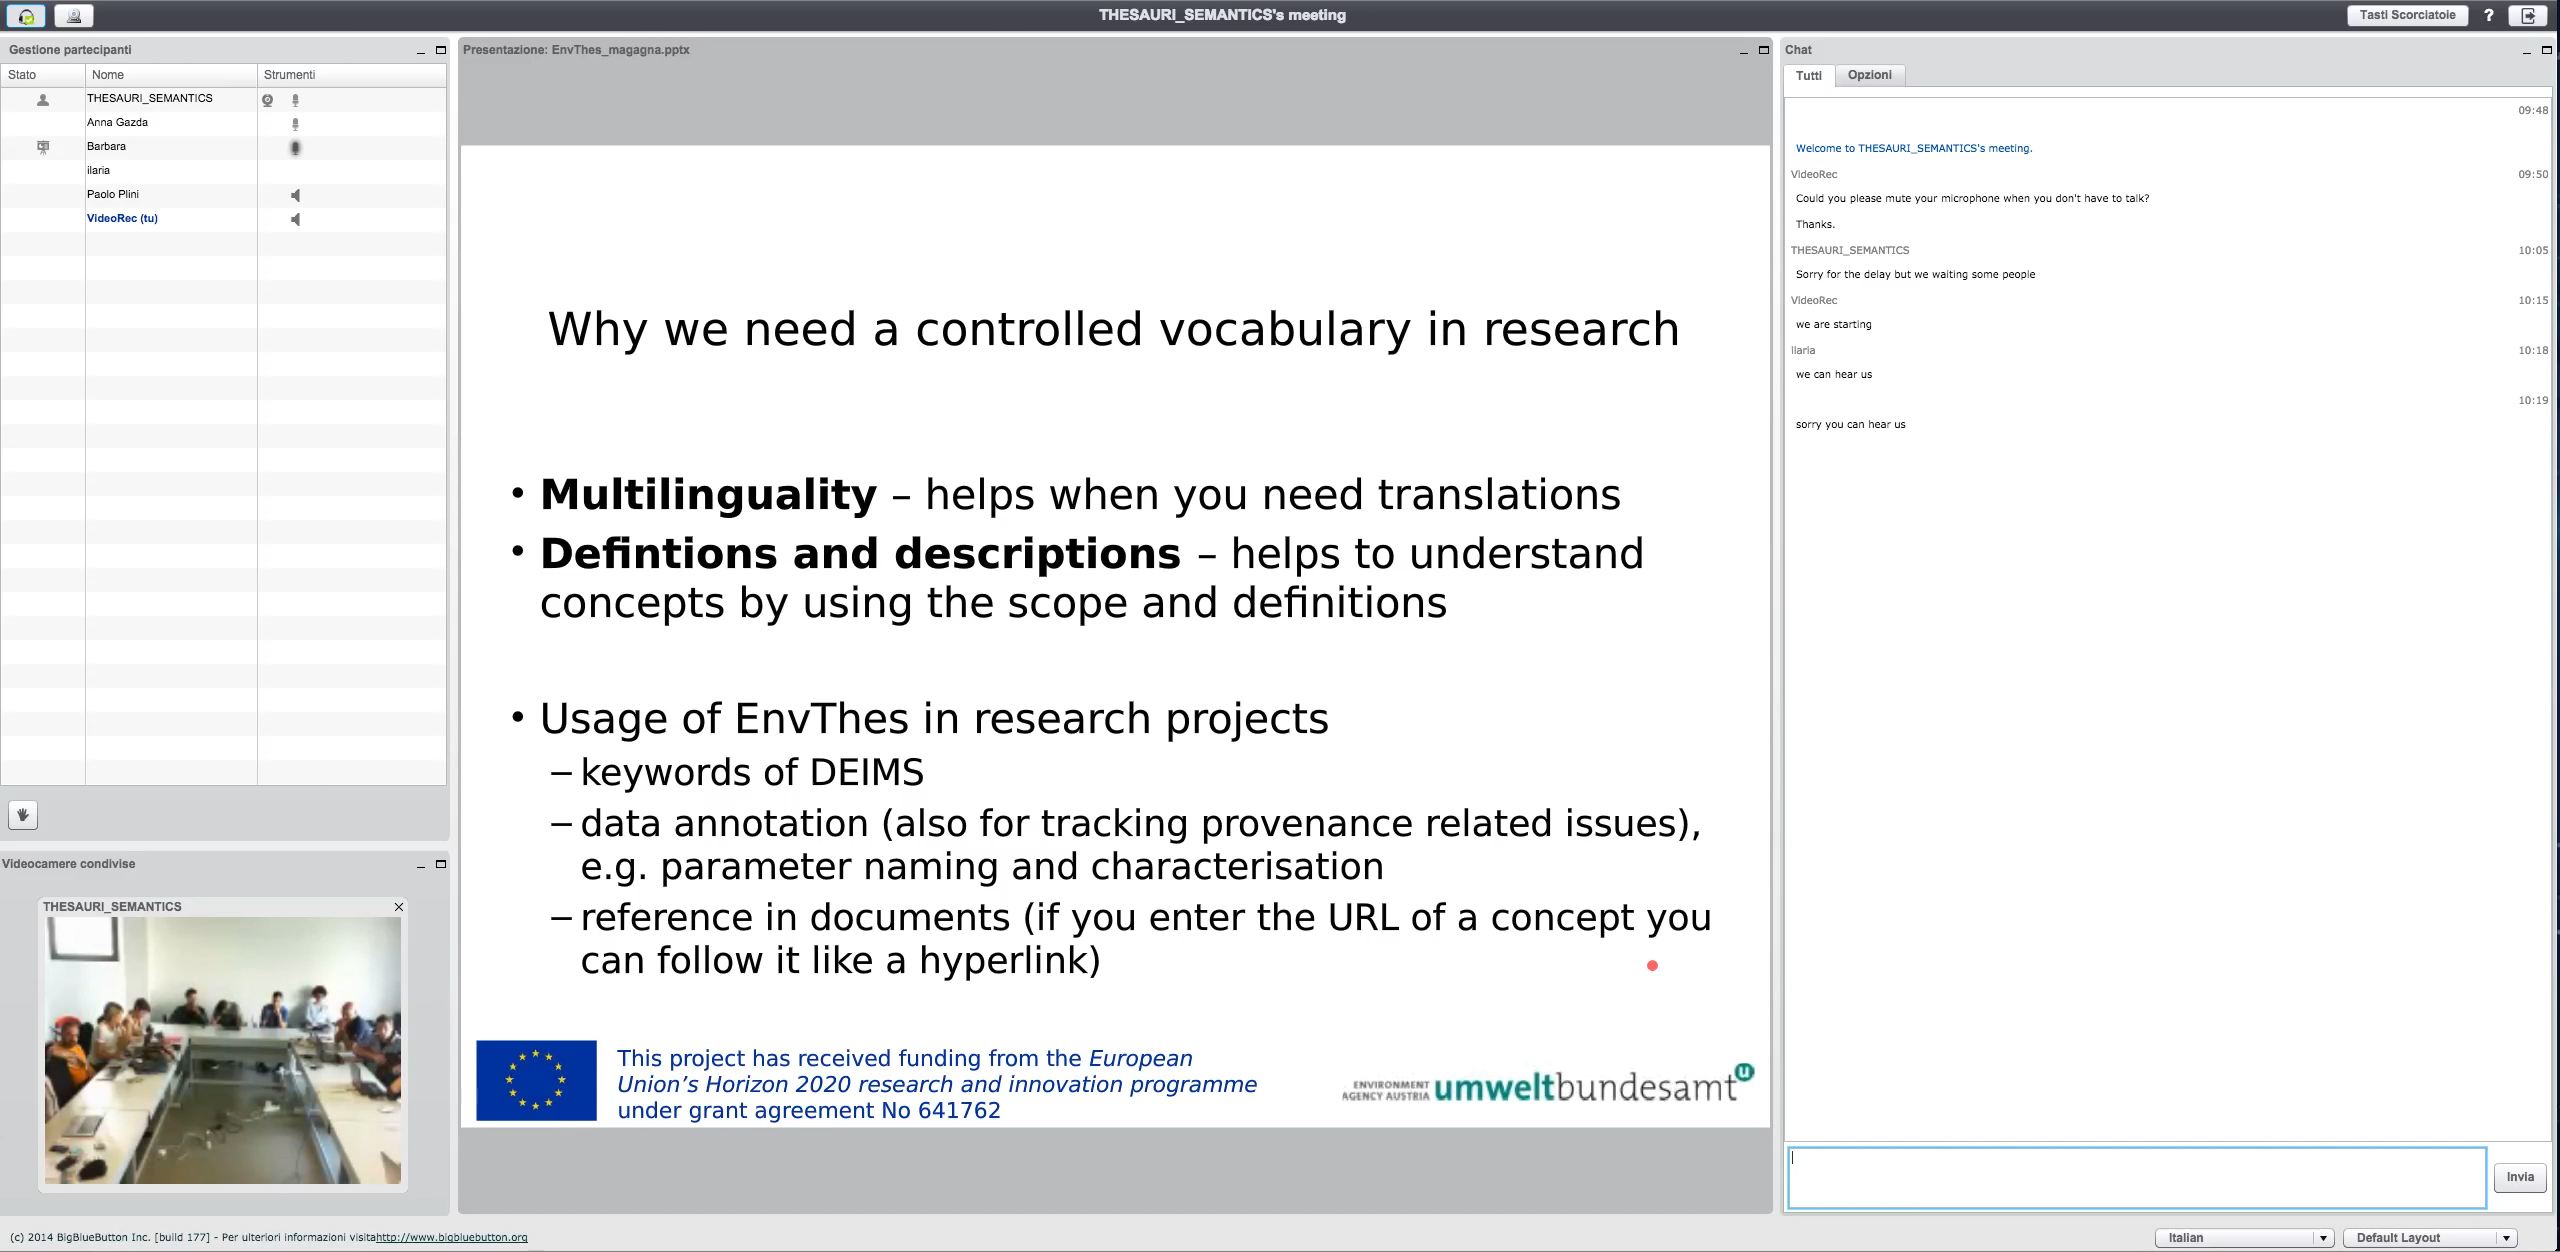 THESAURI_SEMANTICS's meeting
Tasti Scorciatoie
?
Gestione partecipanti
Stato Nome Strumenti
THESAURI_SEMANTICS
Anna Gazda
Barbara
ilaria
Paolo Plini
VideoRec (tu)
Videocamere condivise
THESAURI_SEMANTICS
Presentazione: EnvThes_magagna.pptx
Why we need a controlled vocabulary in research
• Multilinguality – helps when you need translations
• Defintions and descriptions – helps to understand
concepts by using the scope and definitions
• Usage of EnvThes in research projects
– keywords of DEIMS
– data annotation (also for tracking provenance related issues),
e.g. parameter naming and characterisation
– reference in documents (if you enter the URL of a concept you
can follow it like a hyperlink)
This project has received funding from the European
Union’s Horizon 2020 research and innovation programme
under grant agreement No 641762
ENVIRONMENT
AGENCY AUSTRIA umweltbundesamt u
Chat
Tutti Opzioni
09:48
Welcome to THESAURI_SEMANTICS's meeting.
VideoRec 09:50
Could you please mute your microphone when you don't have to talk?
Thanks.
THESAURI_SEMANTICS 10:05
Sorry for the delay but we waiting some people
VideoRec 10:15
we are starting
ilaria 10:18
we can hear us
10:19
sorry you can hear us
Invia
(c) 2014 BigBlueButton Inc. [build 177] - Per ulteriori informazioni visitahttp://www.bigbluebutton.org
Italian
Default Layout